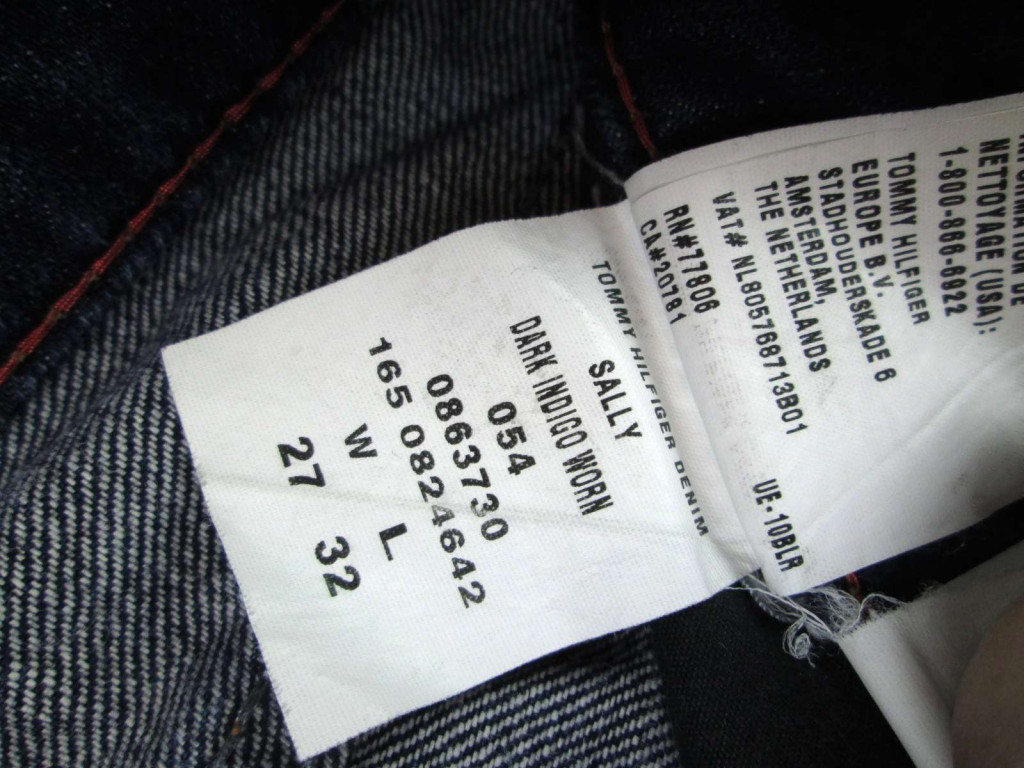 NETTOYAGE (USA):
1-800-866-6922
TOMMY HILFIGER
EUROPE B.V.
STADHOUDERSKADE 6
AMSTERDAM,
THE NETHERLANDS
VAT# NL805768713B01
UE-10BLR
RN#77806
CA#20781
TOMMY HILFIGER DENIM
SALLY
DARK INDIGO WORN
054
0863730
165 0824642
W L
27 32